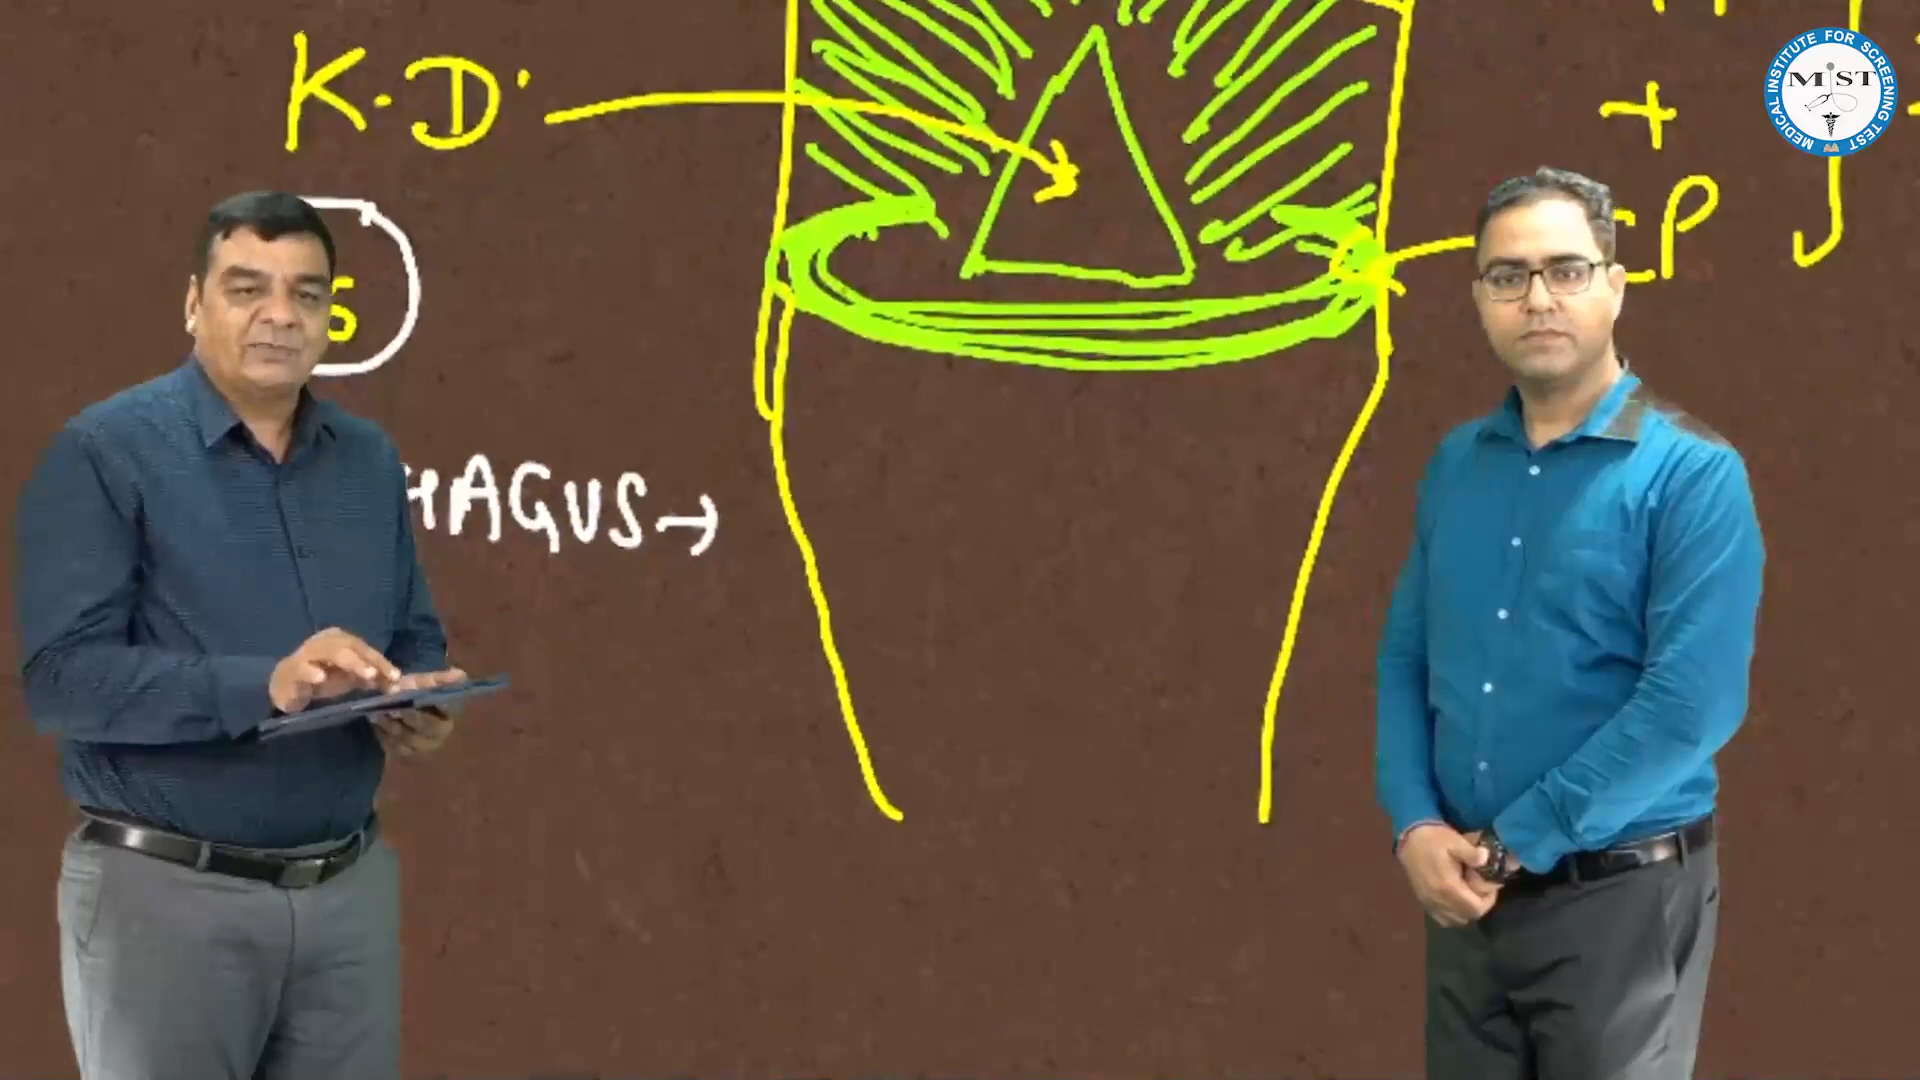 K.D.
+
CP
HAGUS →
MEDICAL INSTITUTE FOR SCREENING TEST
MIST